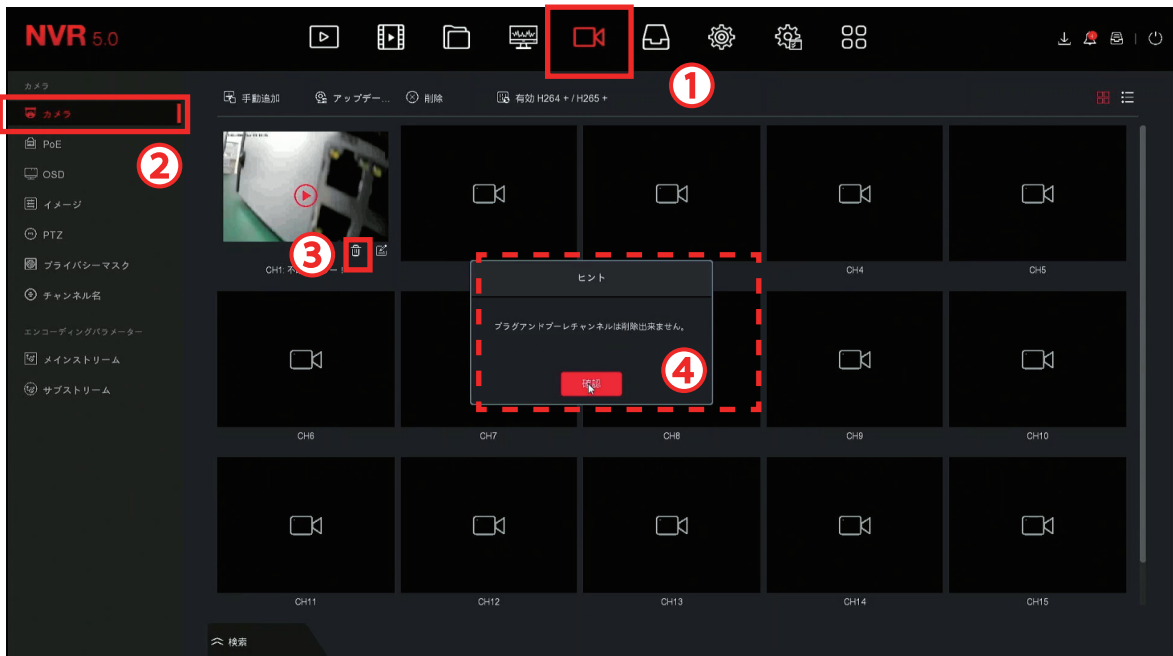 NVR 5.0
①
カメラ
手動追加 アップデー... 削除 有効 H264 + / H265 +
カメラ
PoE
②
OSD
イメージ
PTZ
プライバシーマスク
③
CH1: 不
CH4
CH5
チャンネル名
ヒント
エンコーディングパラメーター
プラグアンドプーレチャンネルは削除出来ません。
メインストリーム
④
確認
サブストリーム
CH6
CH7
CH8
CH9
CH10
CH11
CH12
CH13
CH14
CH15
検索